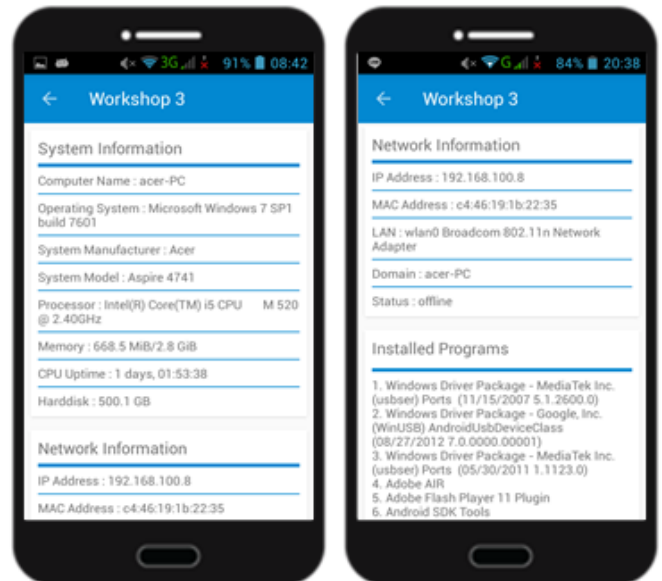 3G 91% 08:42
Workshop 3
System Information
Computer Name : acer-PC
Operating System : Microsoft Windows 7 SP1
build 7601
System Manufacturer : Acer
System Model : Aspire 4741
Processor : Intel(R) Core(TM) i5 CPU M 520
@ 2.40GHz
Memory : 668.5 MiB/2.8 GiB
CPU Uptime : 1 days, 01:53:38
Harddisk : 500.1 GB
Network Information
IP Address : 192.168.100.8
MAC Address : c4:46:19:1b:22:35
G 84% 20:38
Workshop 3
Network Information
IP Address : 192.168.100.8
MAC Address : c4:46:19:1b:22:35
LAN : wlan0 Broadcom 802.11n Network
Adapter
Domain : acer-PC
Status : offline
Installed Programs
1. Windows Driver Package - MediaTek Inc.
(usbser) Ports (11/15/2007 5.1.2600.0)
2. Windows Driver Package - Google, Inc.
(WinUSB) AndroidUsbDeviceClass
(08/27/2012 7.0.0000.00001)
3. Windows Driver Package - MediaTek Inc.
(usbser) Ports (05/30/2011 1.1123.0)
4. Adobe AIR
5. Adobe Flash Player 11 Plugin
6. Android SDK Tools